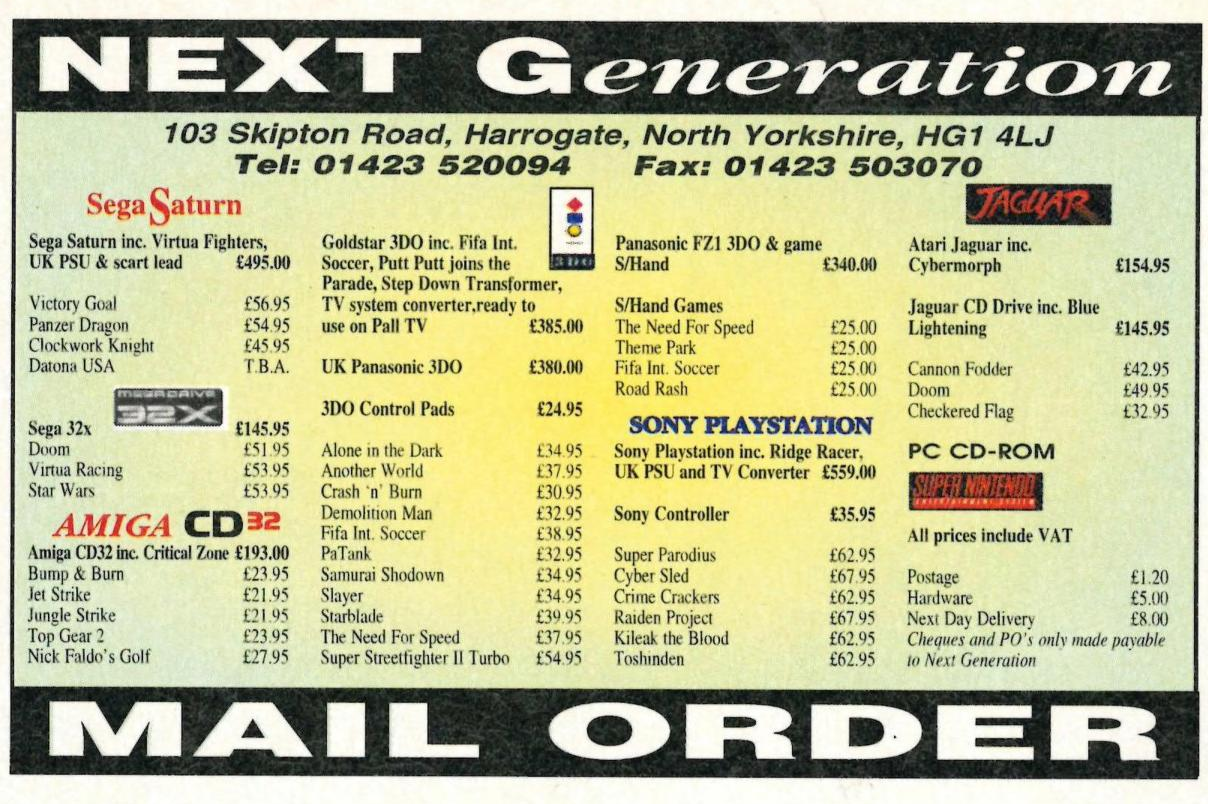 NEXT Generation
103 Skipton Road, Harrogate, North Yorkshire, HG1 4LJ
Tel: 01423 520094 Fax: 01423 503070
Sega Saturn
Sega Saturn inc. Virtua Fighters,
UK PSU & scart lead £495.00
Victory Goal £56.95
Panzer Dragon £54.95
Clockwork Knight £45.95
Datona USA T.B.A.
MEGADRIVE
32X
Sega 32x £145.95
Doom £51.95
Virtua Racing £53.95
Star Wars £53.95
AMIGA CD32
Amiga CD32 inc. Critical Zone £193.00
Bump & Burn £23.95
Jet Strike £21.95
Jungle Strike £21.95
Top Gear 2 £23.95
Nick Faldo's Golf £27.95
3DO
Goldstar 3DO inc. Fifa Int.
Soccer, Putt Putt joins the
Parade, Step Down Transformer,
TV system converter,ready to
use on Pall TV £385.00
UK Panasonic 3DO £380.00
3DO Control Pads £24.95
Alone in the Dark £34.95
Another World £37.95
Crash 'n' Burn £30.95
Demolition Man £32.95
Fifa Int. Soccer £38.95
PaTank £32.95
Samurai Shodown £34.95
Slayer £34.95
Starblade £39.95
The Need For Speed £37.95
Super Streetfighter II Turbo £54.95
Panasonic FZ1 3DO & game
S/Hand £340.00
S/Hand Games
The Need For Speed £25.00
Theme Park £25.00
Fifa Int. Soccer £25.00
Road Rash £25.00
SONY PLAYSTATION
Sony Playstation inc. Ridge Racer,
UK PSU and TV Converter £559.00
Sony Controller £35.95
Super Parodius £62.95
Cyber Sled £67.95
Crime Crackers £62.95
Raiden Project £67.95
Kileak the Blood £62.95
Toshinden £62.95
JAGUAR
Atari Jaguar inc.
Cybermorph £154.95
Jaguar CD Drive inc. Blue
Lightening £145.95
Cannon Fodder £42.95
Doom £49.95
Checkered Flag £32.95
PC CD-ROM
SUPER NINTENDO
ENTERTAINMENT SYSTEM
All prices include VAT
Postage £1.20
Hardware £5.00
Next Day Delivery £8.00
Cheques and PO's only made payable
to Next Generation
MAIL ORDER